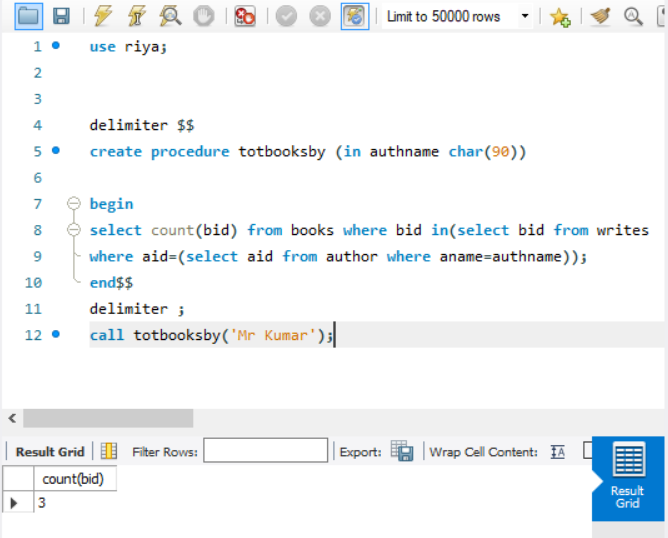 Limit to 50000 rows
1 use riya;
2
3
4 delimiter $$
5 create procedure totbooksby (in authname char(90))
6
7 begin
8 select count(bid) from books where bid in(select bid from writes
9 where aid=(select aid from author where aname=authname));
10 end$$
11 delimiter ;
12 call totbooksby('Mr Kumar');
Result Grid Filter Rows: Export: Wrap Cell Content: IA
count(bid)
3
Result
Grid